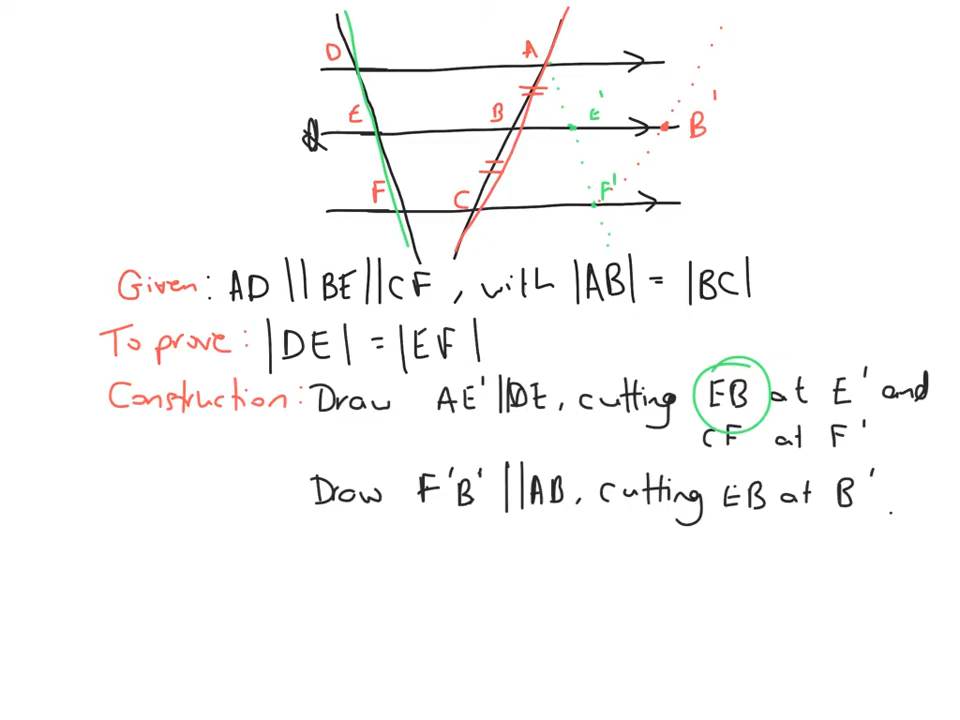 D A
E B E' B'
F C F'
Given: AD || BE || CF, with |AB| = |BC|
To prove: |DE| = |EF|
Construction: Draw AE' || DE, cutting EB at E' and
CF at F'
Draw F'B' || AB, cutting EB at B'.